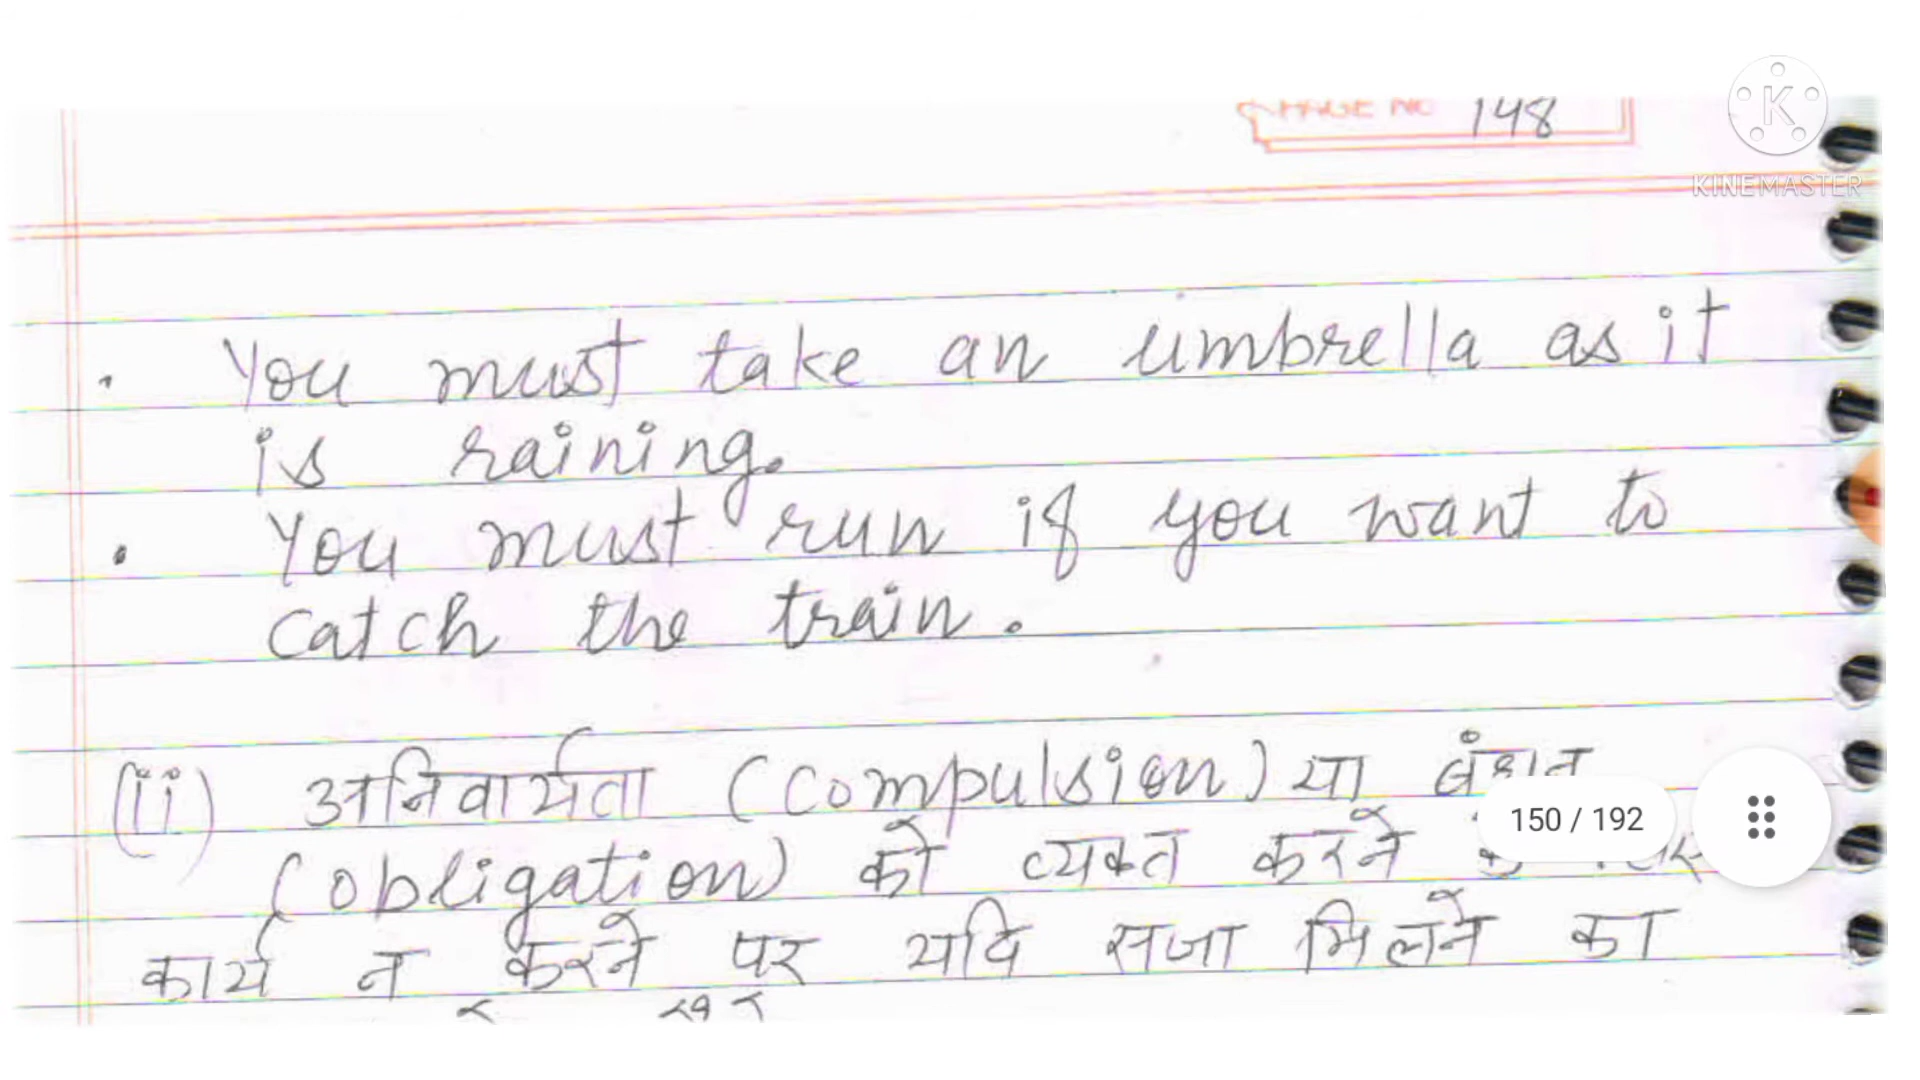 PAGE NO 148
KINEMASTER
. You must take an umbrella as it
is raining.
. You must run if you want to
catch the train.
(ii) अनिवार्यता (compulsion) या बंधन
(obligation) को व्यक्त करने
150 / 192
कार्य न करने पर यदि सजा मिलने का